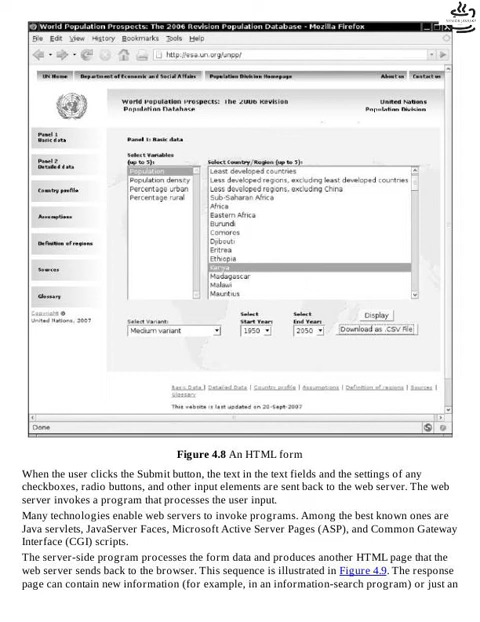 World Population Prospects: The 2006 Revision Population Database - Mozilla Firefox
File Edit View History Bookmarks Tools Help
http://esa.un.org/unpp/
UN Home Department of Economic and Social Affairs Population Division Homepage About us Contact us
World Population Prospects: The 2006 Revision
Population Database
United Nations
Population Division
Panel 1
Basic data
Panel 2
Detailed data
Country profile
Assumptions
Definition of regions
Sources
Glossary
Copyright ©
United Nations, 2007
Panel 1: Basic data
Select Variables
(up to 5):
Population
Population density
Percentage urban
Percentage rural
Select Country/Region (up to 5):
Least developed countries
Less developed regions, excluding least developed countries
Less developed regions, excluding China
Sub-Saharan Africa
Africa
Eastern Africa
Burundi
Comoros
Djibouti
Eritrea
Ethiopia
Kenya
Madagascar
Malawi
Mauritius
Select Variant:
Medium variant
Select
Start Year:
1950
Select
End Year:
2050
Display
Download as .CSV File
Basic Data | Detailed Data | Country profile | Assumptions | Definition of regions | Sources |
Glossary
This website is last updated on 20-Sept-2007
Done
Figure 4.8 An HTML form
When the user clicks the Submit button, the text in the text fields and the settings of any
checkboxes, radio buttons, and other input elements are sent back to the web server. The web
server invokes a program that processes the user input.
Many technologies enable web servers to invoke programs. Among the best known ones are
Java servlets, JavaServer Faces, Microsoft Active Server Pages (ASP), and Common Gateway
Interface (CGI) scripts.
The server-side program processes the form data and produces another HTML page that the
web server sends back to the browser. This sequence is illustrated in Figure 4.9. The response
page can contain new information (for example, in an information-search program) or just an